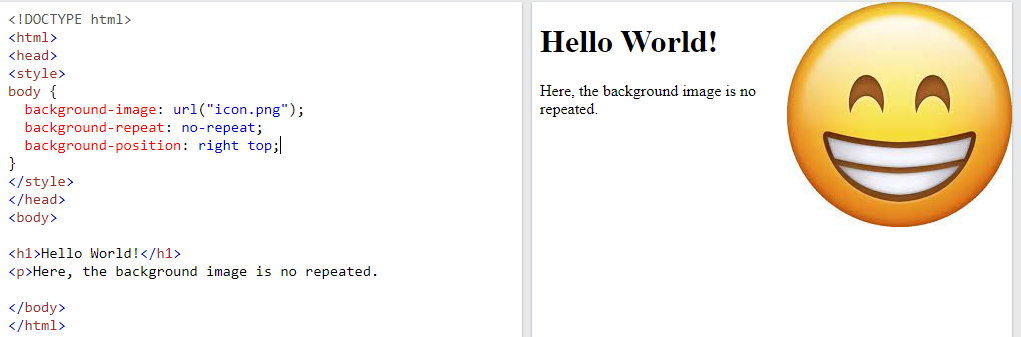 <!DOCTYPE html>
<html>
<head>
<style>
body {
  background-image: url("icon.png");
  background-repeat: no-repeat;
  background-position: right top;
}
</style>
</head>
<body>

<h1>Hello World!</h1>
<p>Here, the background image is no repeated.

</body>
</html>
Hello World!
Here, the background image is no
repeated.